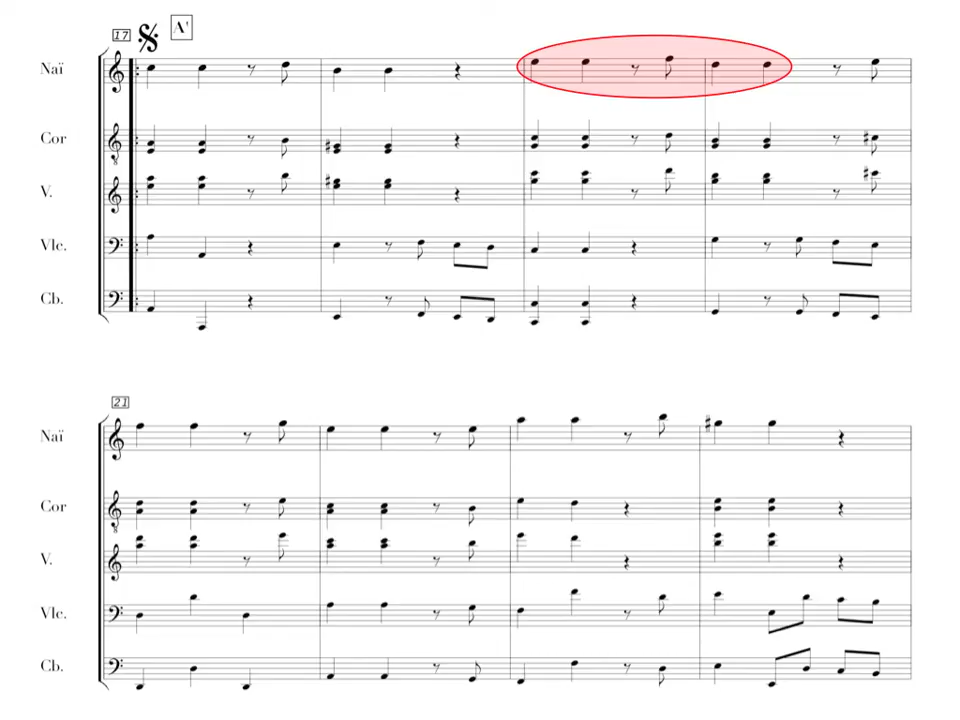 17 A'
Naï
Cor
V.
Vlc.
Cb.
21
Naï
Cor
V.
Vlc.
Cb.